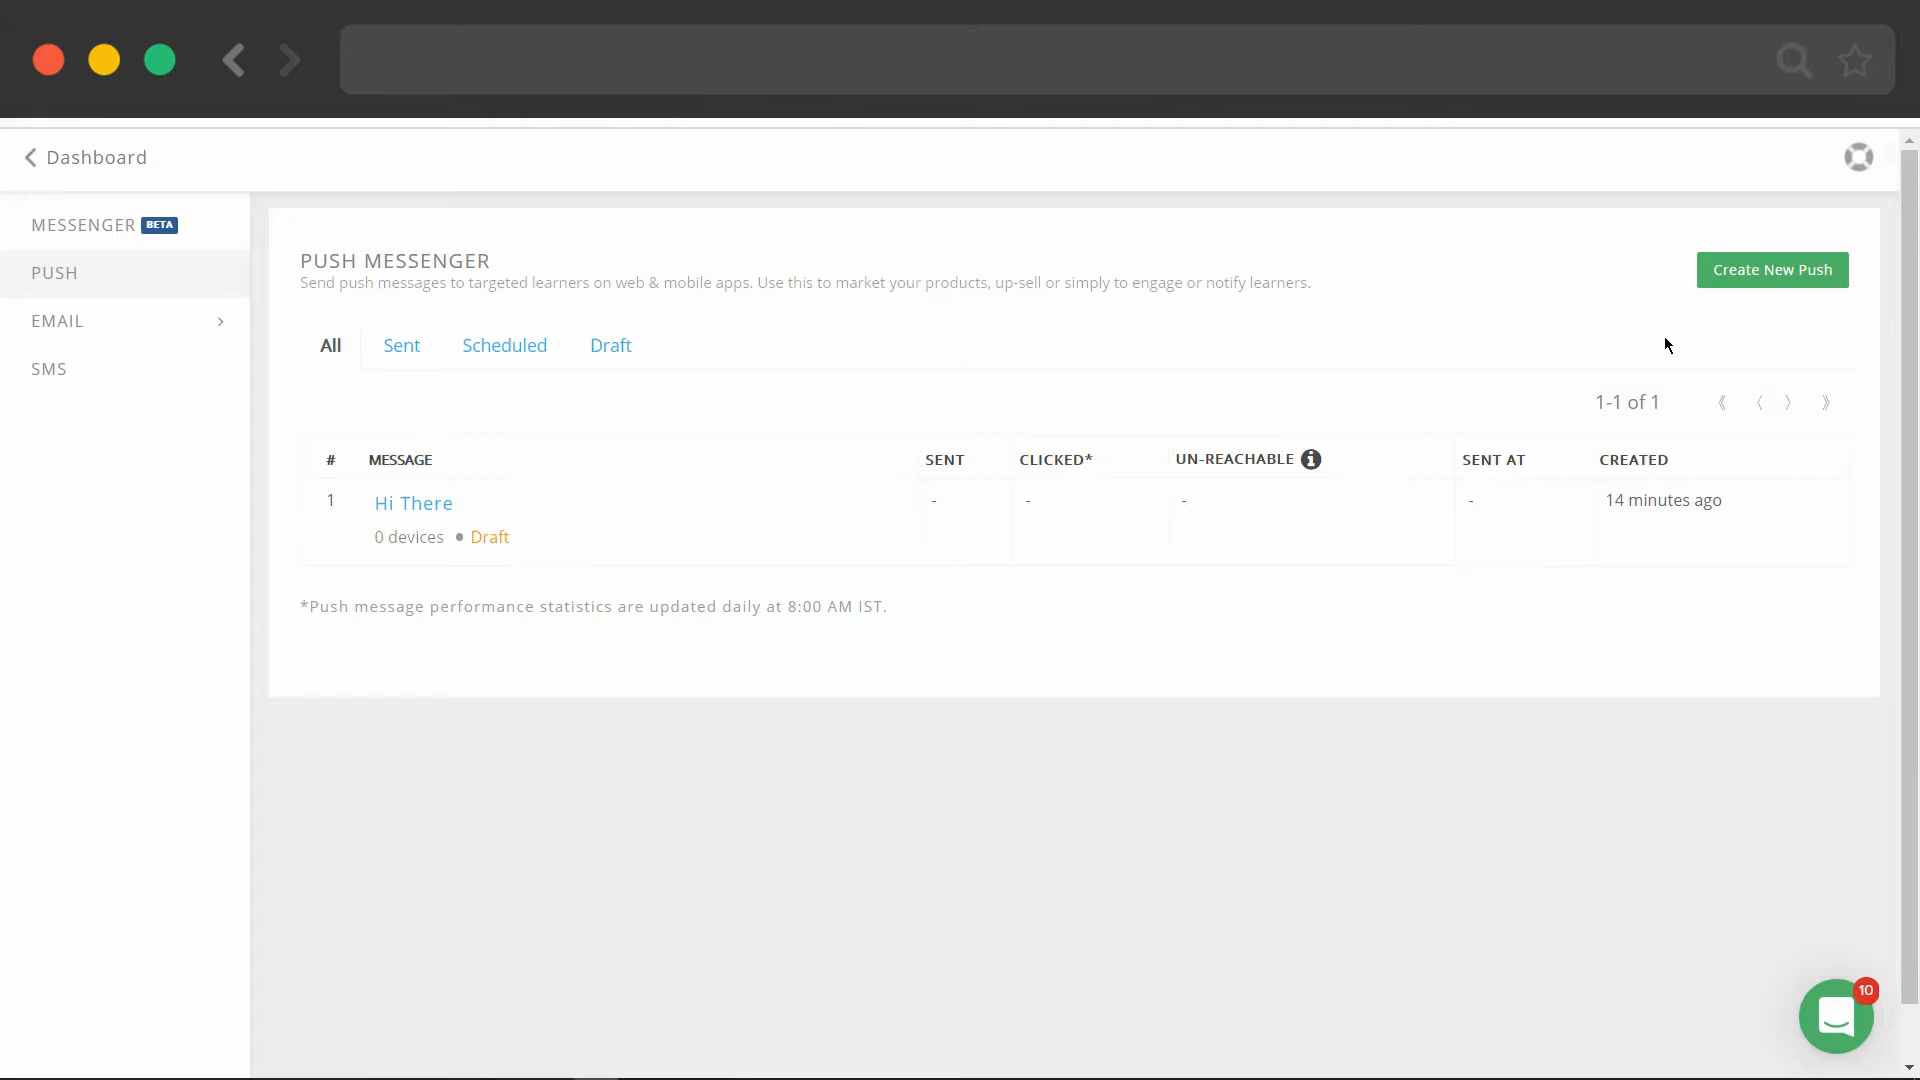 Dashboard
MESSENGER BETA
PUSH
EMAIL
SMS
PUSH MESSENGER
Send push messages to targeted learners on web & mobile apps. Use this to market your products, up-sell or simply to engage or notify learners.
Create New Push
All Sent Scheduled Draft
1-1 of 1
# MESSAGE SENT CLICKED* UN-REACHABLE SENT AT CREATED
1 Hi There - - - - 14 minutes ago
0 devices • Draft
*Push message performance statistics are updated daily at 8:00 AM IST.
10